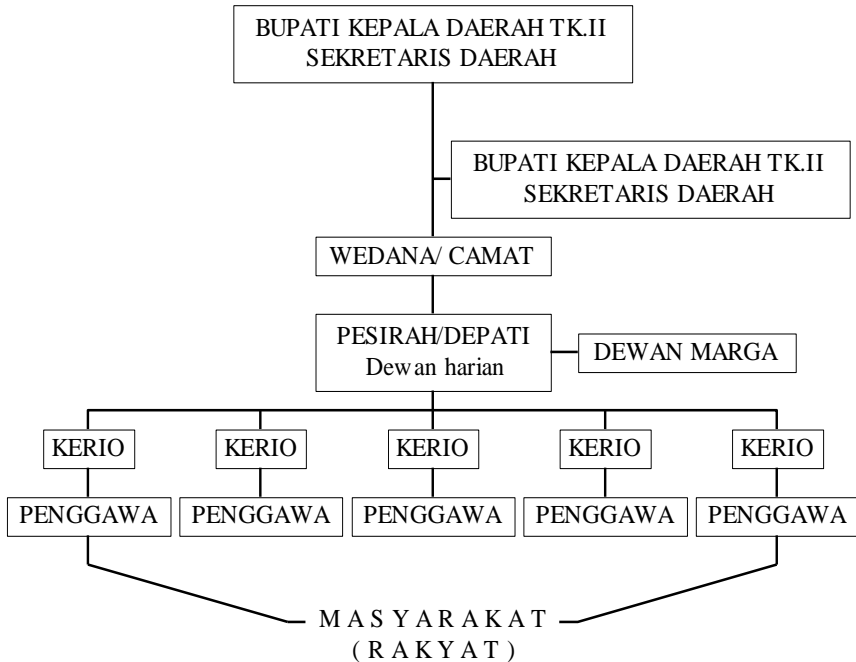 BUPATI KEPALA DAERAH TK.II
SEKRETARIS DAERAH
BUPATI KEPALA DAERAH TK.II
SEKRETARIS DAERAH
WEDANA/ CAMAT
PESIRAH/DEPATI
Dewan harian
DEWAN MARGA
KERIO KERIO KERIO KERIO KERIO
PENGGAWA PENGGAWA PENGGAWA PENGGAWA PENGGAWA
M A S Y A R A K A T
( R A K Y A T )